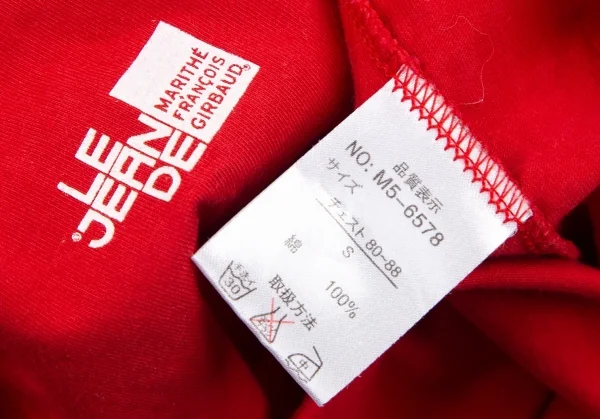 LE
JEAN
DE
MARITHÉ
+
FRANÇOIS
GIRBAUD
品質表示
NO: M5-6578
サイズ
チェスト 80-88
S
綿 100%
取扱方法
30
中